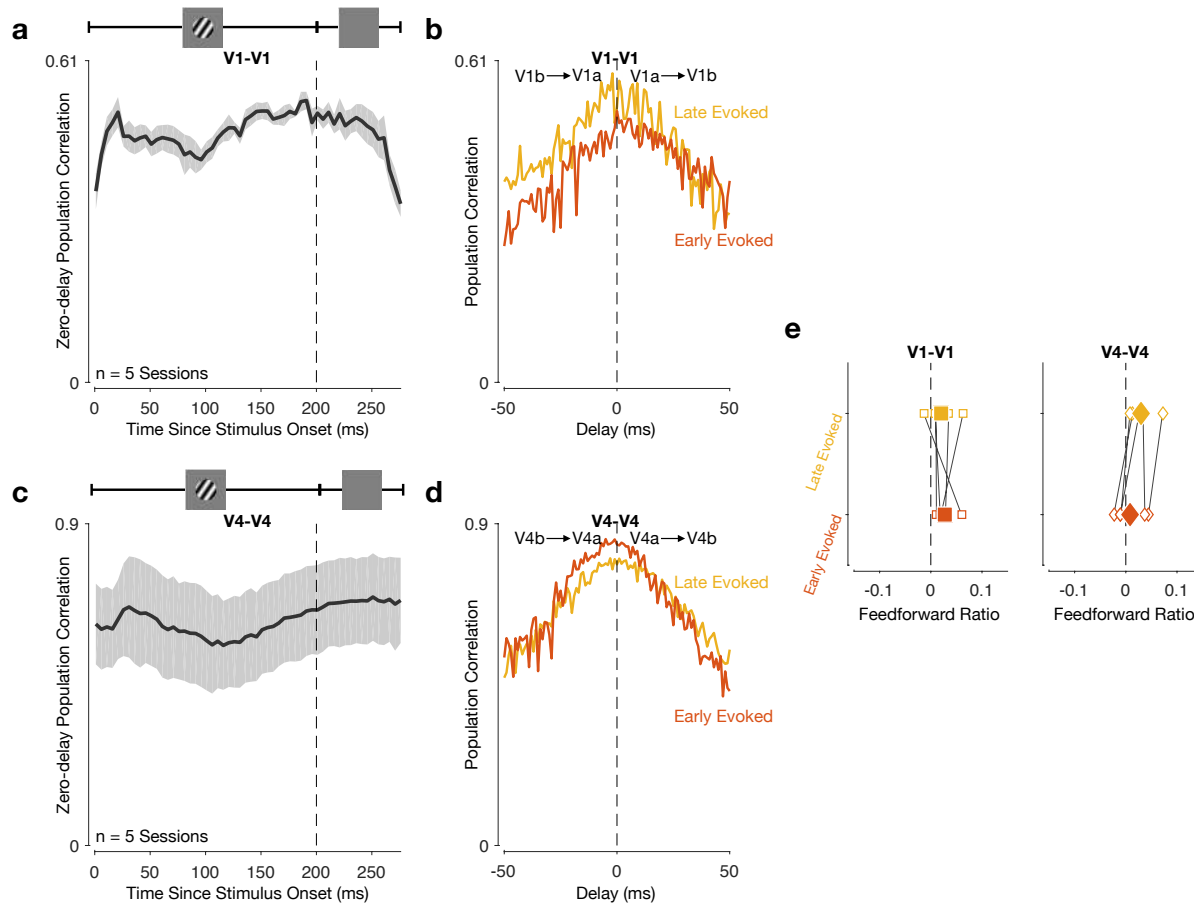 a
V1-V1
0.61
Zero-delay Population Correlation
0
n = 5 Sessions
0 50 100 150 200 250
Time Since Stimulus Onset (ms)
b
V1-V1
0.61
V1b→V1a V1a→V1b
Late Evoked
Early Evoked
Population Correlation
0
-50 0 50
Delay (ms)
c
V4-V4
0.9
Zero-delay Population Correlation
0
n = 5 Sessions
0 50 100 150 200 250
Time Since Stimulus Onset (ms)
d
V4-V4
0.9
V4b→V4a V4a→V4b
Late Evoked
Early Evoked
Population Correlation
0
-50 0 50
Delay (ms)
e
V1-V1
Late Evoked
Early Evoked
-0.1 0 0.1
Feedforward Ratio
V4-V4
-0.1 0 0.1
Feedforward Ratio